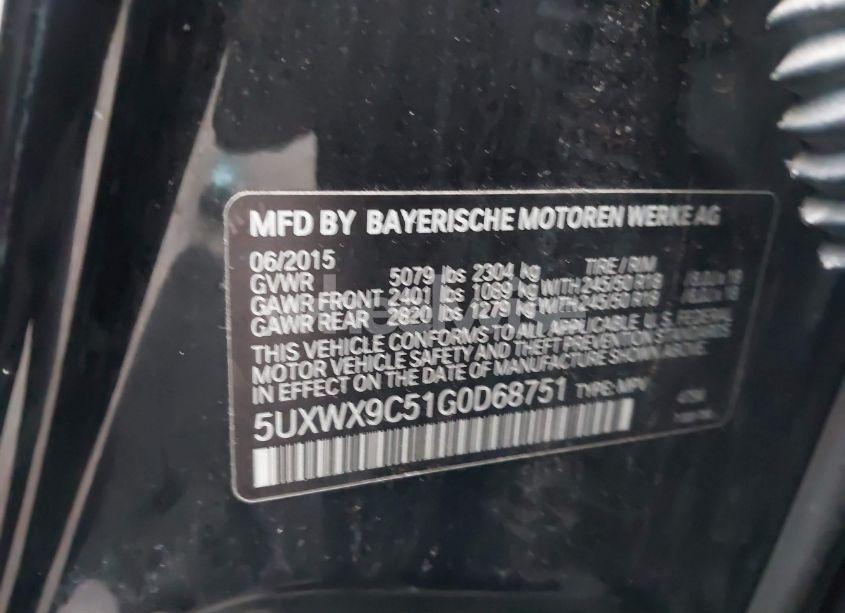 MFD BY BAYERISCHE MOTOREN WERKE AG
06/2015 TIRE / RIM
GVWR 5079 lbs 2304 kg
GAWR FRONT 2401 lbs 1089 kg WITH 245/50 R18
GAWR REAR 2820 lbs 1279 kg WITH 245/50 R18
THIS VEHICLE CONFORMS TO ALL APPLICABLE U. S. FEDERAL
MOTOR VEHICLE SAFETY AND THEFT PREVENTION STANDARDS
IN EFFECT ON THE DATE OF MANUFACTURE SHOWN ABOVE
5UXWX9C51G0D68751 TYPE: MPV